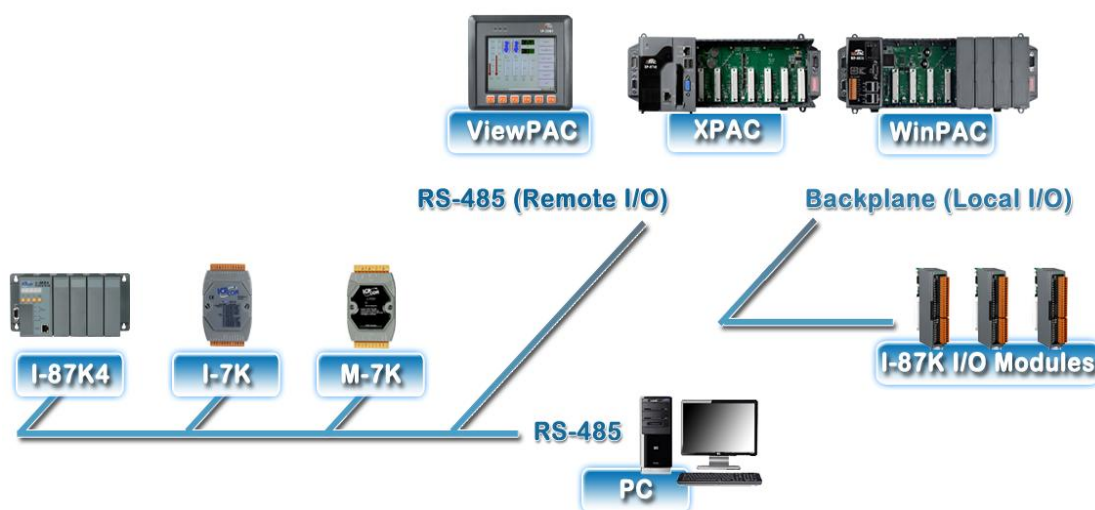 ViewPAC
XPAC
WinPAC
RS-485 (Remote I/O)
Backplane (Local I/O)
I-87K4
I-7K
M-7K
I-87K I/O Modules
RS-485
PC